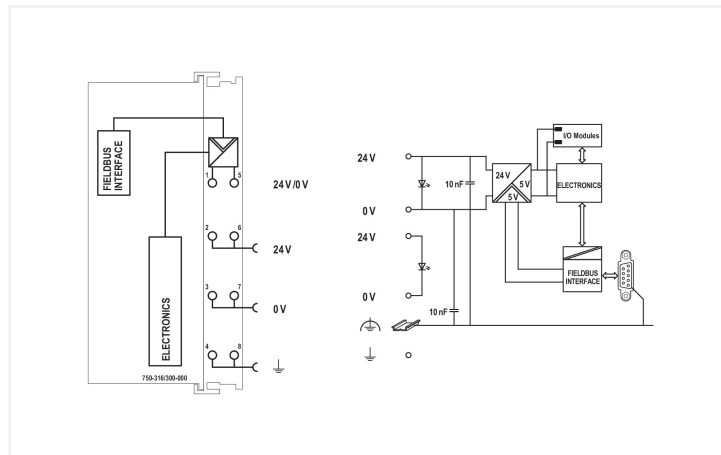 FIELDBUS
INTERFACE
1 5
24 V /0 V
2 6
24 V
ELECTRONICS
3 7
0 V
4 8
750-316/300-000
24 V
0 V
24 V
0 V
10 nF
10 nF
24 V
5 V
5 V
I/O Modules
ELECTRONICS
FIELDBUS
INTERFACE